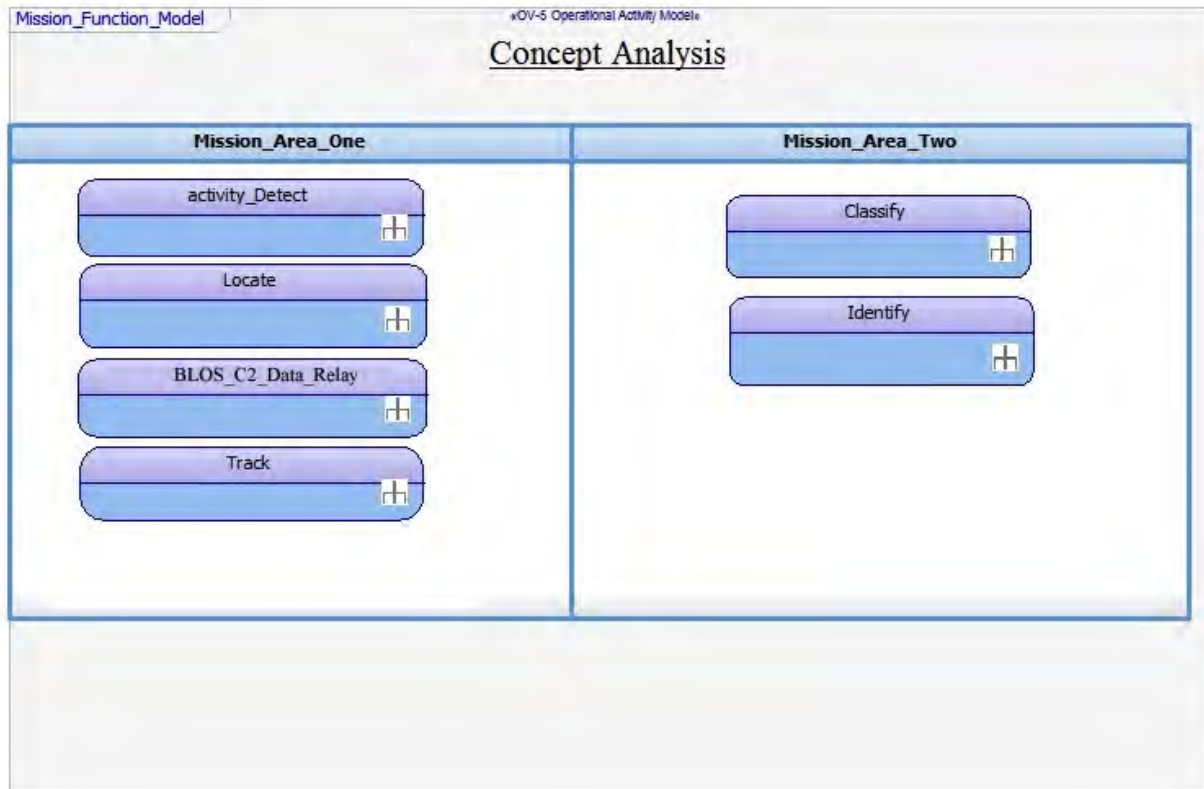 Mission_Function_Model
«OV-5 Operational Activity Model»
Concept Analysis
Mission_Area_One
activity_Detect
Locate
BLOS_C2_Data_Relay
Track
Mission_Area_Two
Classify
Identify